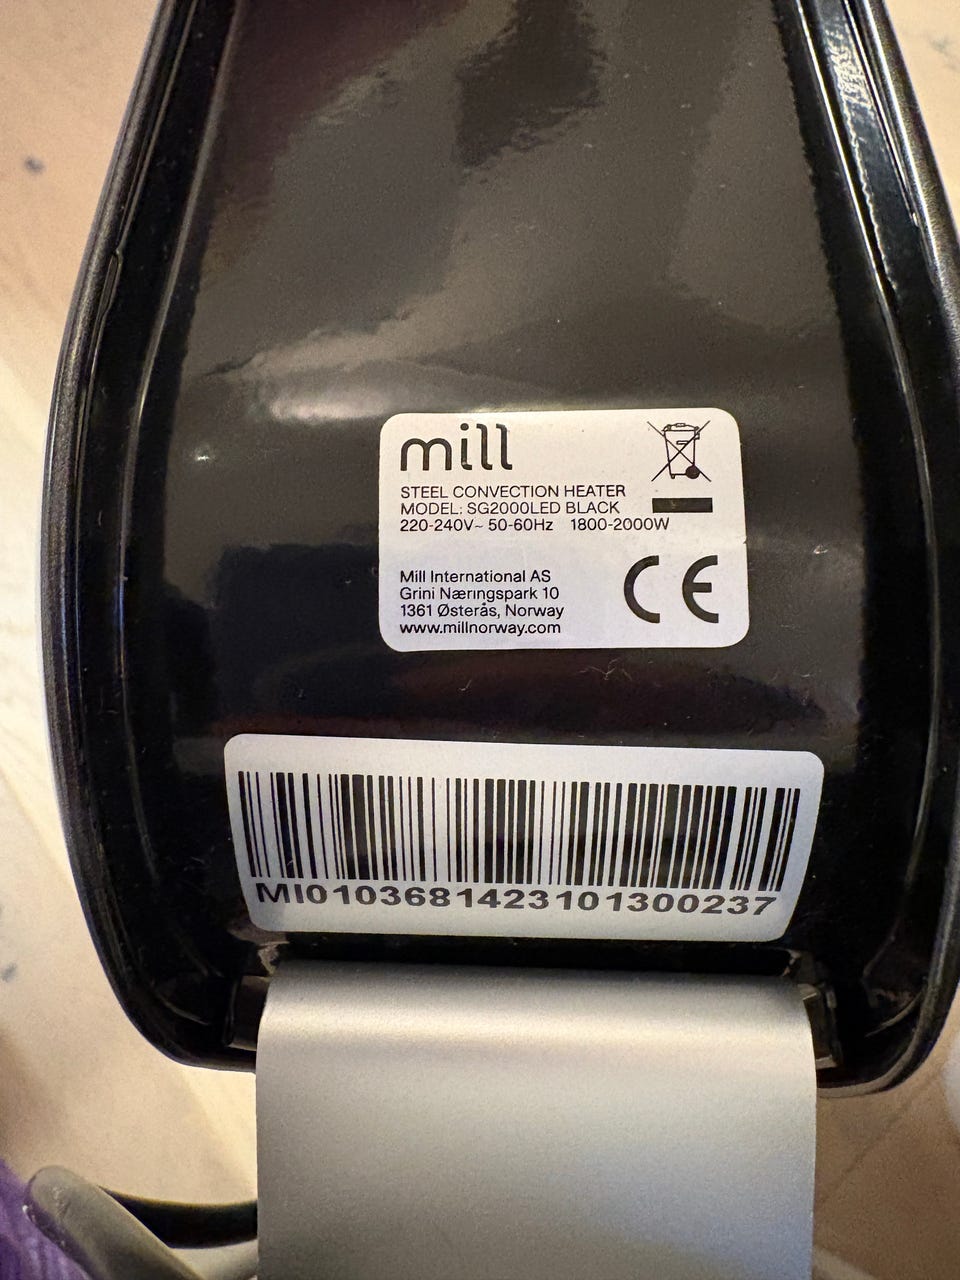 mill
STEEL CONVECTION HEATER
MODEL: SG2000LED BLACK
220-240V~ 50-60Hz 1800-2000W
Mill International AS
Grini Næringspark 10
1361 Østerås, Norway
www.millnorway.com
CE
MI0103681423101300237